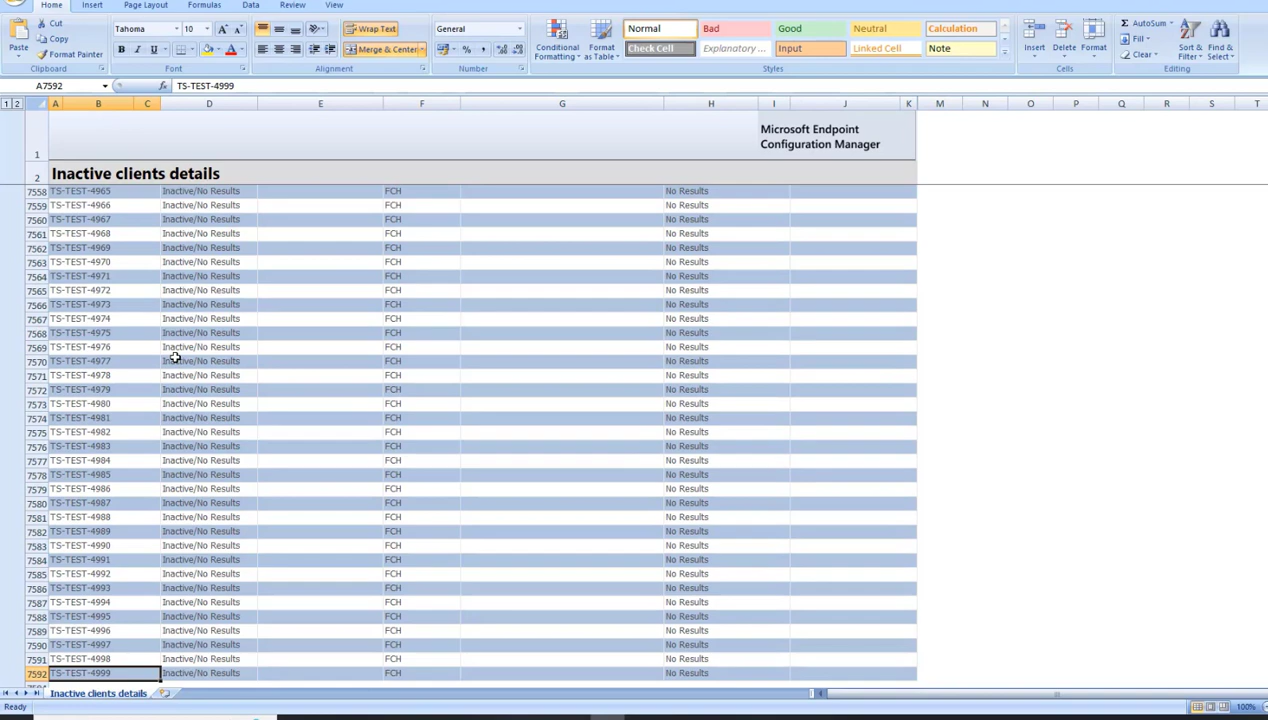 Home Insert Page Layout Formulas Data Review View
Paste Cut Copy Format Painter Clipboard
Tahoma 10 A A B I U A Font
Wrap Text Merge & Center Alignment
General % , Number
Conditional Formatting Format as Table
Normal Bad Good Neutral Calculation
Check Cell Explanatory ... Input Linked Cell Note
Styles
Insert Delete Format Cells
Σ AutoSum Fill Clear Sort & Filter Find & Select Editing
A7592 fx TS-TEST-4999
1 2 A B C D E F G H I J K M N O P Q R S T
1 Microsoft Endpoint
Configuration Manager
2 Inactive clients details
7558 TS-TEST-4965 Inactive/No Results FCH No Results
7559 TS-TEST-4966 Inactive/No Results FCH No Results
7560 TS-TEST-4967 Inactive/No Results FCH No Results
7561 TS-TEST-4968 Inactive/No Results FCH No Results
7562 TS-TEST-4969 Inactive/No Results FCH No Results
7563 TS-TEST-4970 Inactive/No Results FCH No Results
7564 TS-TEST-4971 Inactive/No Results FCH No Results
7565 TS-TEST-4972 Inactive/No Results FCH No Results
7566 TS-TEST-4973 Inactive/No Results FCH No Results
7567 TS-TEST-4974 Inactive/No Results FCH No Results
7568 TS-TEST-4975 Inactive/No Results FCH No Results
7569 TS-TEST-4976 Inactive/No Results FCH No Results
7570 TS-TEST-4977 Inactive/No Results FCH No Results
7571 TS-TEST-4978 Inactive/No Results FCH No Results
7572 TS-TEST-4979 Inactive/No Results FCH No Results
7573 TS-TEST-4980 Inactive/No Results FCH No Results
7574 TS-TEST-4981 Inactive/No Results FCH No Results
7575 TS-TEST-4982 Inactive/No Results FCH No Results
7576 TS-TEST-4983 Inactive/No Results FCH No Results
7577 TS-TEST-4984 Inactive/No Results FCH No Results
7578 TS-TEST-4985 Inactive/No Results FCH No Results
7579 TS-TEST-4986 Inactive/No Results FCH No Results
7580 TS-TEST-4987 Inactive/No Results FCH No Results
7581 TS-TEST-4988 Inactive/No Results FCH No Results
7582 TS-TEST-4989 Inactive/No Results FCH No Results
7583 TS-TEST-4990 Inactive/No Results FCH No Results
7584 TS-TEST-4991 Inactive/No Results FCH No Results
7585 TS-TEST-4992 Inactive/No Results FCH No Results
7586 TS-TEST-4993 Inactive/No Results FCH No Results
7587 TS-TEST-4994 Inactive/No Results FCH No Results
7588 TS-TEST-4995 Inactive/No Results FCH No Results
7589 TS-TEST-4996 Inactive/No Results FCH No Results
7590 TS-TEST-4997 Inactive/No Results FCH No Results
7591 TS-TEST-4998 Inactive/No Results FCH No Results
7592 TS-TEST-4999 Inactive/No Results FCH No Results
Inactive clients details
Ready 100%